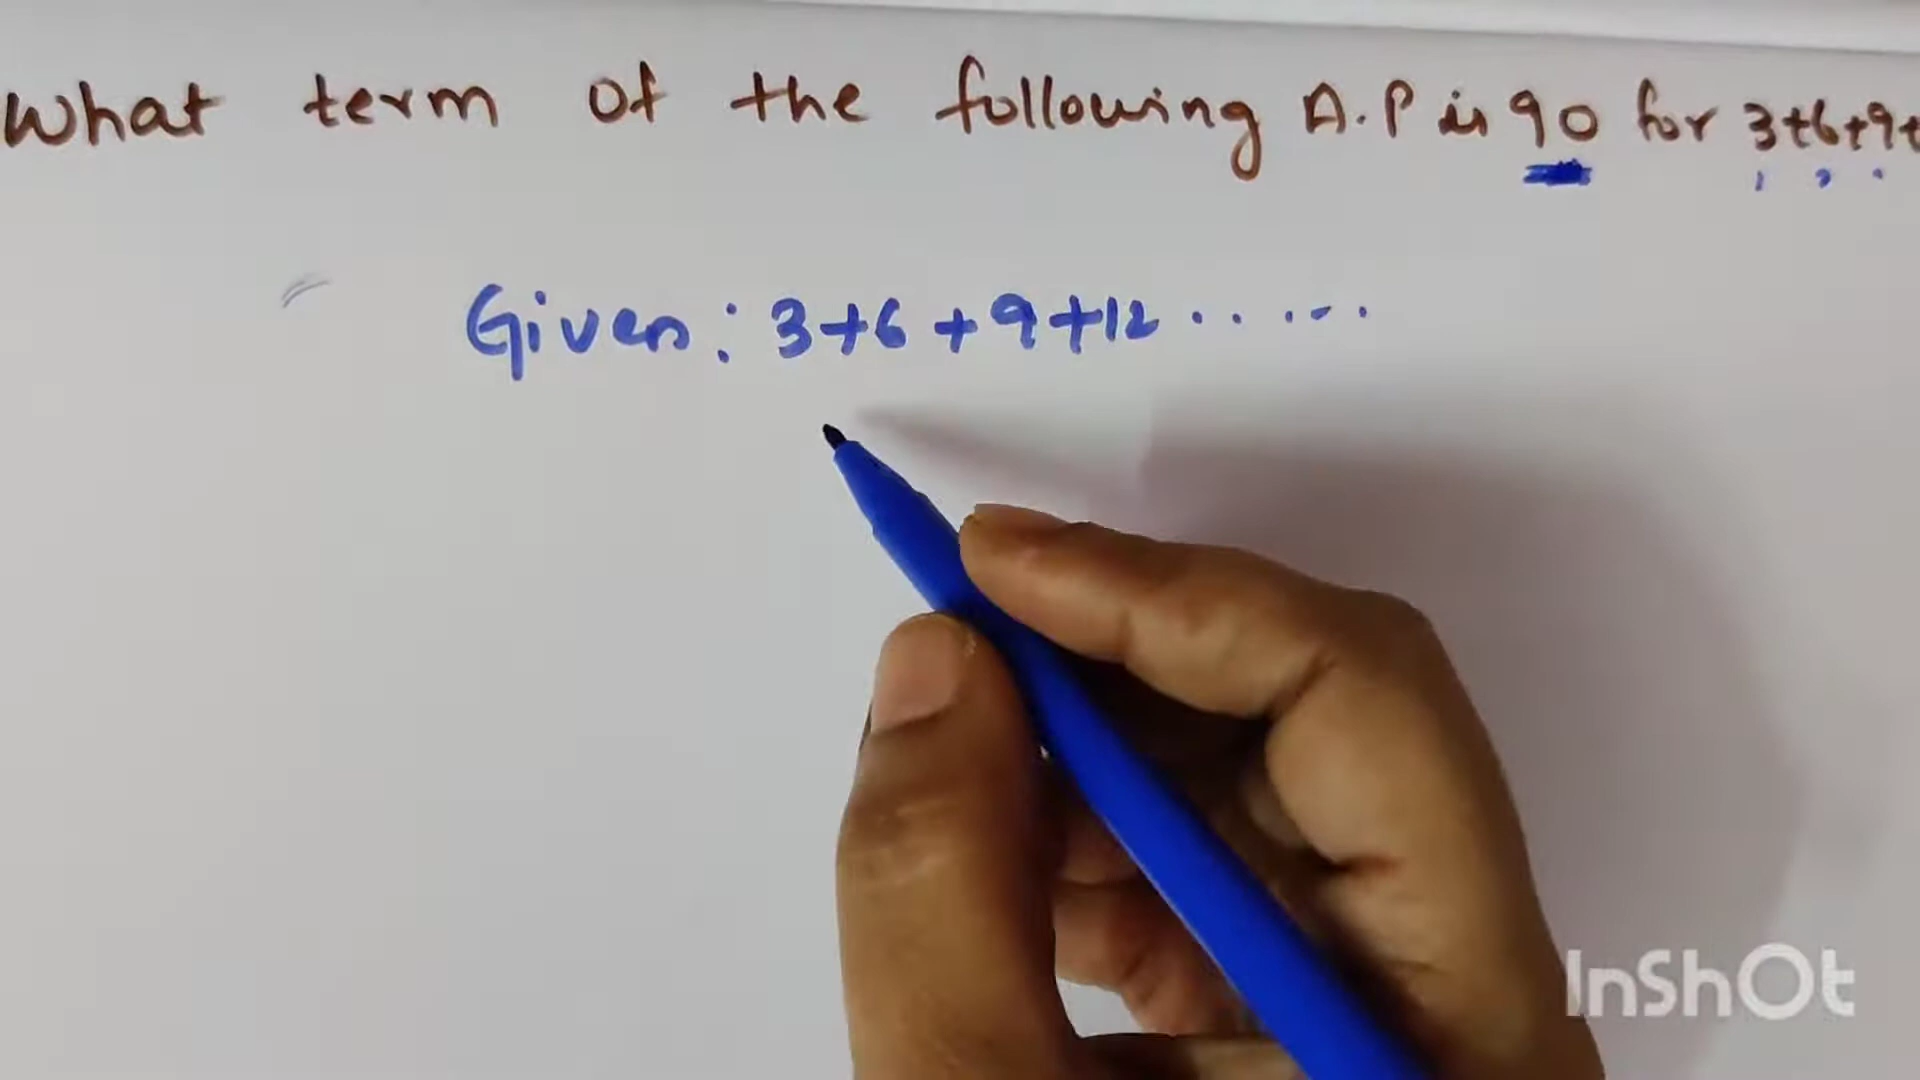 What term of the following A.P is 90 for 3+6+9+
Given: 3+6+9+12......
InShOt